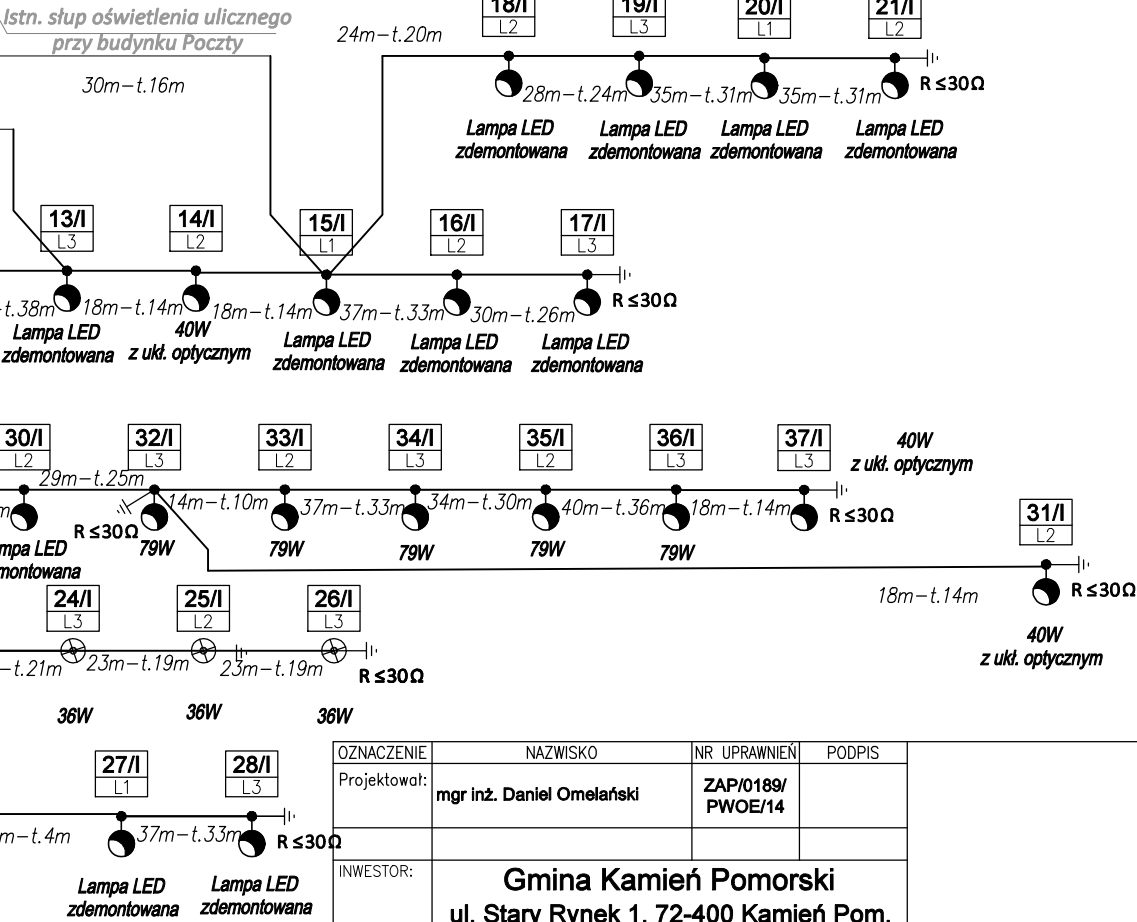 Istn. słup oświetlenia ulicznego
przy budynku Poczty
30m–t.16m
24m–t.20m
18/I
L2
19/I
L3
20/I
L1
21/I
L2
28m–t.24m
35m–t.31m
35m–t.31m
R ≤30Ω
Lampa LED
zdemontowana
Lampa LED
zdemontowana
Lampa LED
zdemontowana
Lampa LED
zdemontowana
13/I
L3
14/I
L2
15/I
L1
16/I
L2
17/I
L3
–t.38m
18m–t.14m
18m–t.14m
37m–t.33m
30m–t.26m
R ≤30Ω
Lampa LED
zdemontowana
40W
z ukł. optycznym
Lampa LED
zdemontowana
Lampa LED
zdemontowana
Lampa LED
zdemontowana
30/I
L2
32/I
L3
33/I
L2
34/I
L3
35/I
L2
36/I
L3
37/I
L3
40W
z ukł. optycznym
29m–t.25m
m
14m–t.10m
37m–t.33m
34m–t.30m
40m–t.36m
18m–t.14m
R ≤30Ω
R ≤30Ω
mpa LED
montowana
79W
79W
79W
79W
79W
31/I
L2
18m–t.14m
R ≤30Ω
40W
z ukł. optycznym
24/I
L3
25/I
L2
26/I
L3
–t.21m
23m–t.19m
23m–t.19m
R ≤30Ω
36W
36W
36W
27/I
L1
28/I
L3
m–t.4m
37m–t.33m
R ≤30Ω
Lampa LED
zdemontowana
Lampa LED
zdemontowana
OZNACZENIE NAZWISKO NR UPRAWNIEŃ PODPIS
Projektował: mgr inż. Daniel Omelański ZAP/0189/
PWOE/14
INWESTOR: Gmina Kamień Pomorski
ul. Stary Rynek 1, 72-400 Kamień Pom.